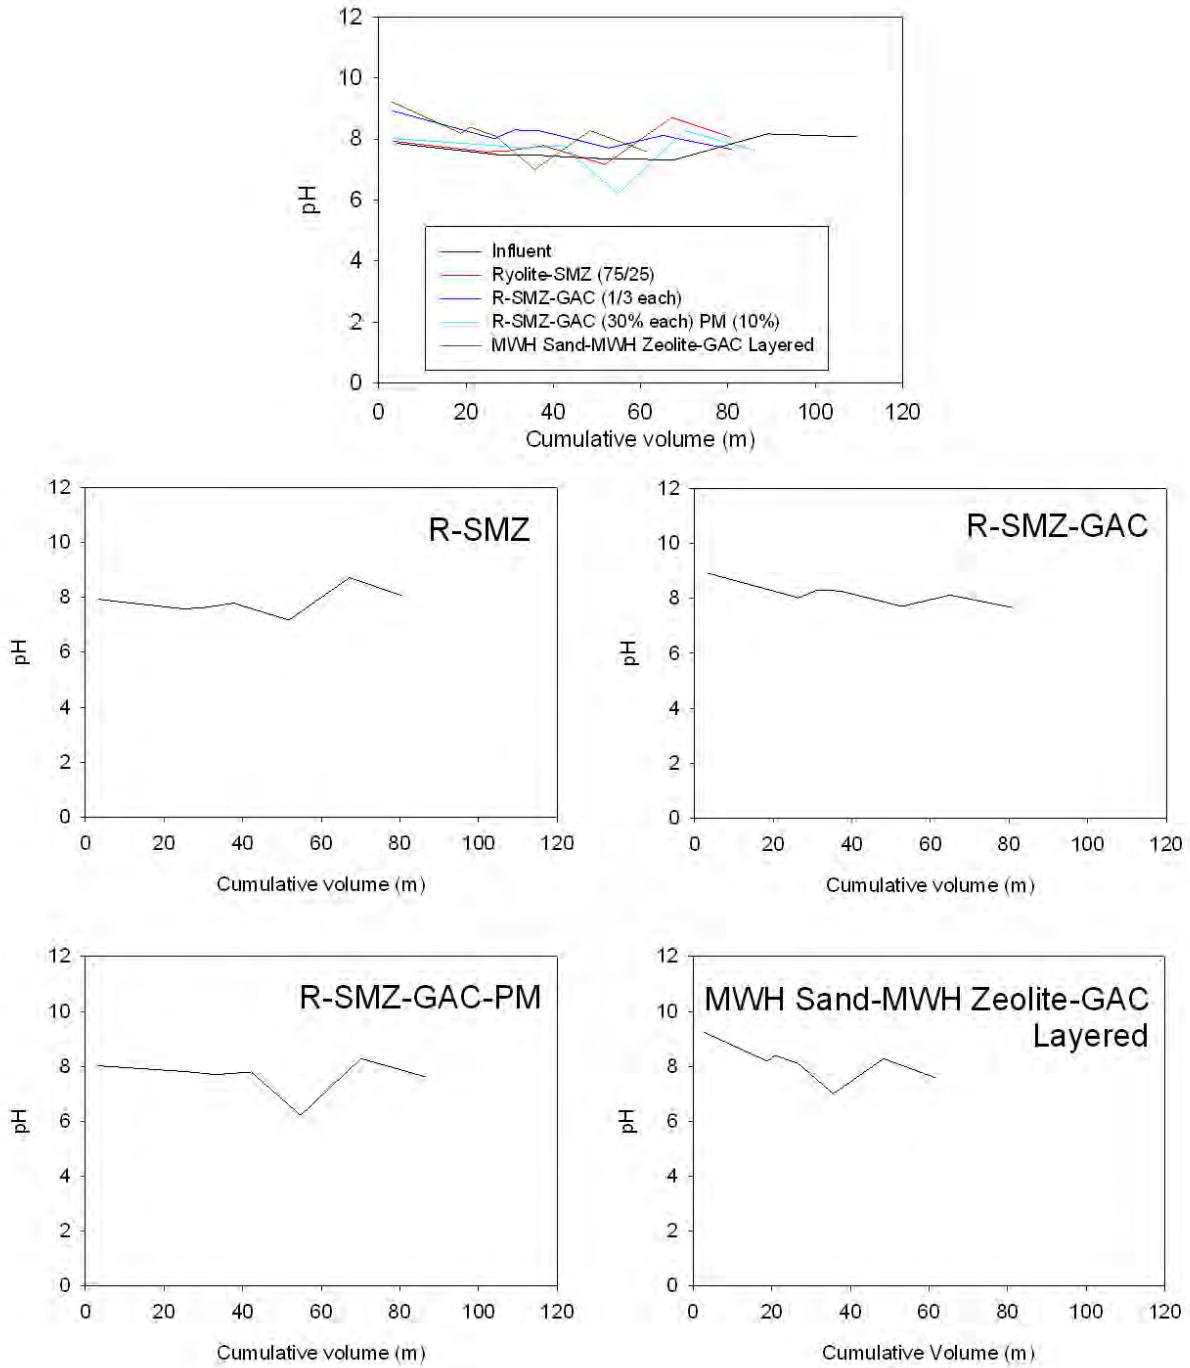 12
10
8
6
4
2
0
pH
Influent
Ryolite-SMZ (75/25)
R-SMZ-GAC (1/3 each)
R-SMZ-GAC (30% each) PM (10%)
MWH Sand-MWH Zeolite-GAC Layered
0 20 40 60 80 100 120
Cumulative volume (m)
12
10
8
6
4
2
0
pH
R-SMZ
0 20 40 60 80 100 120
Cumulative volume (m)
12
10
8
6
4
2
0
pH
R-SMZ-GAC
0 20 40 60 80 100 120
Cumulative volume (m)
12
10
8
6
4
2
0
pH
R-SMZ-GAC-PM
0 20 40 60 80 100 120
Cumulative volume (m)
12
10
8
6
4
2
0
pH
MWH Sand-MWH Zeolite-GAC
Layered
0 20 40 60 80 100 120
Cumulative Volume (m)